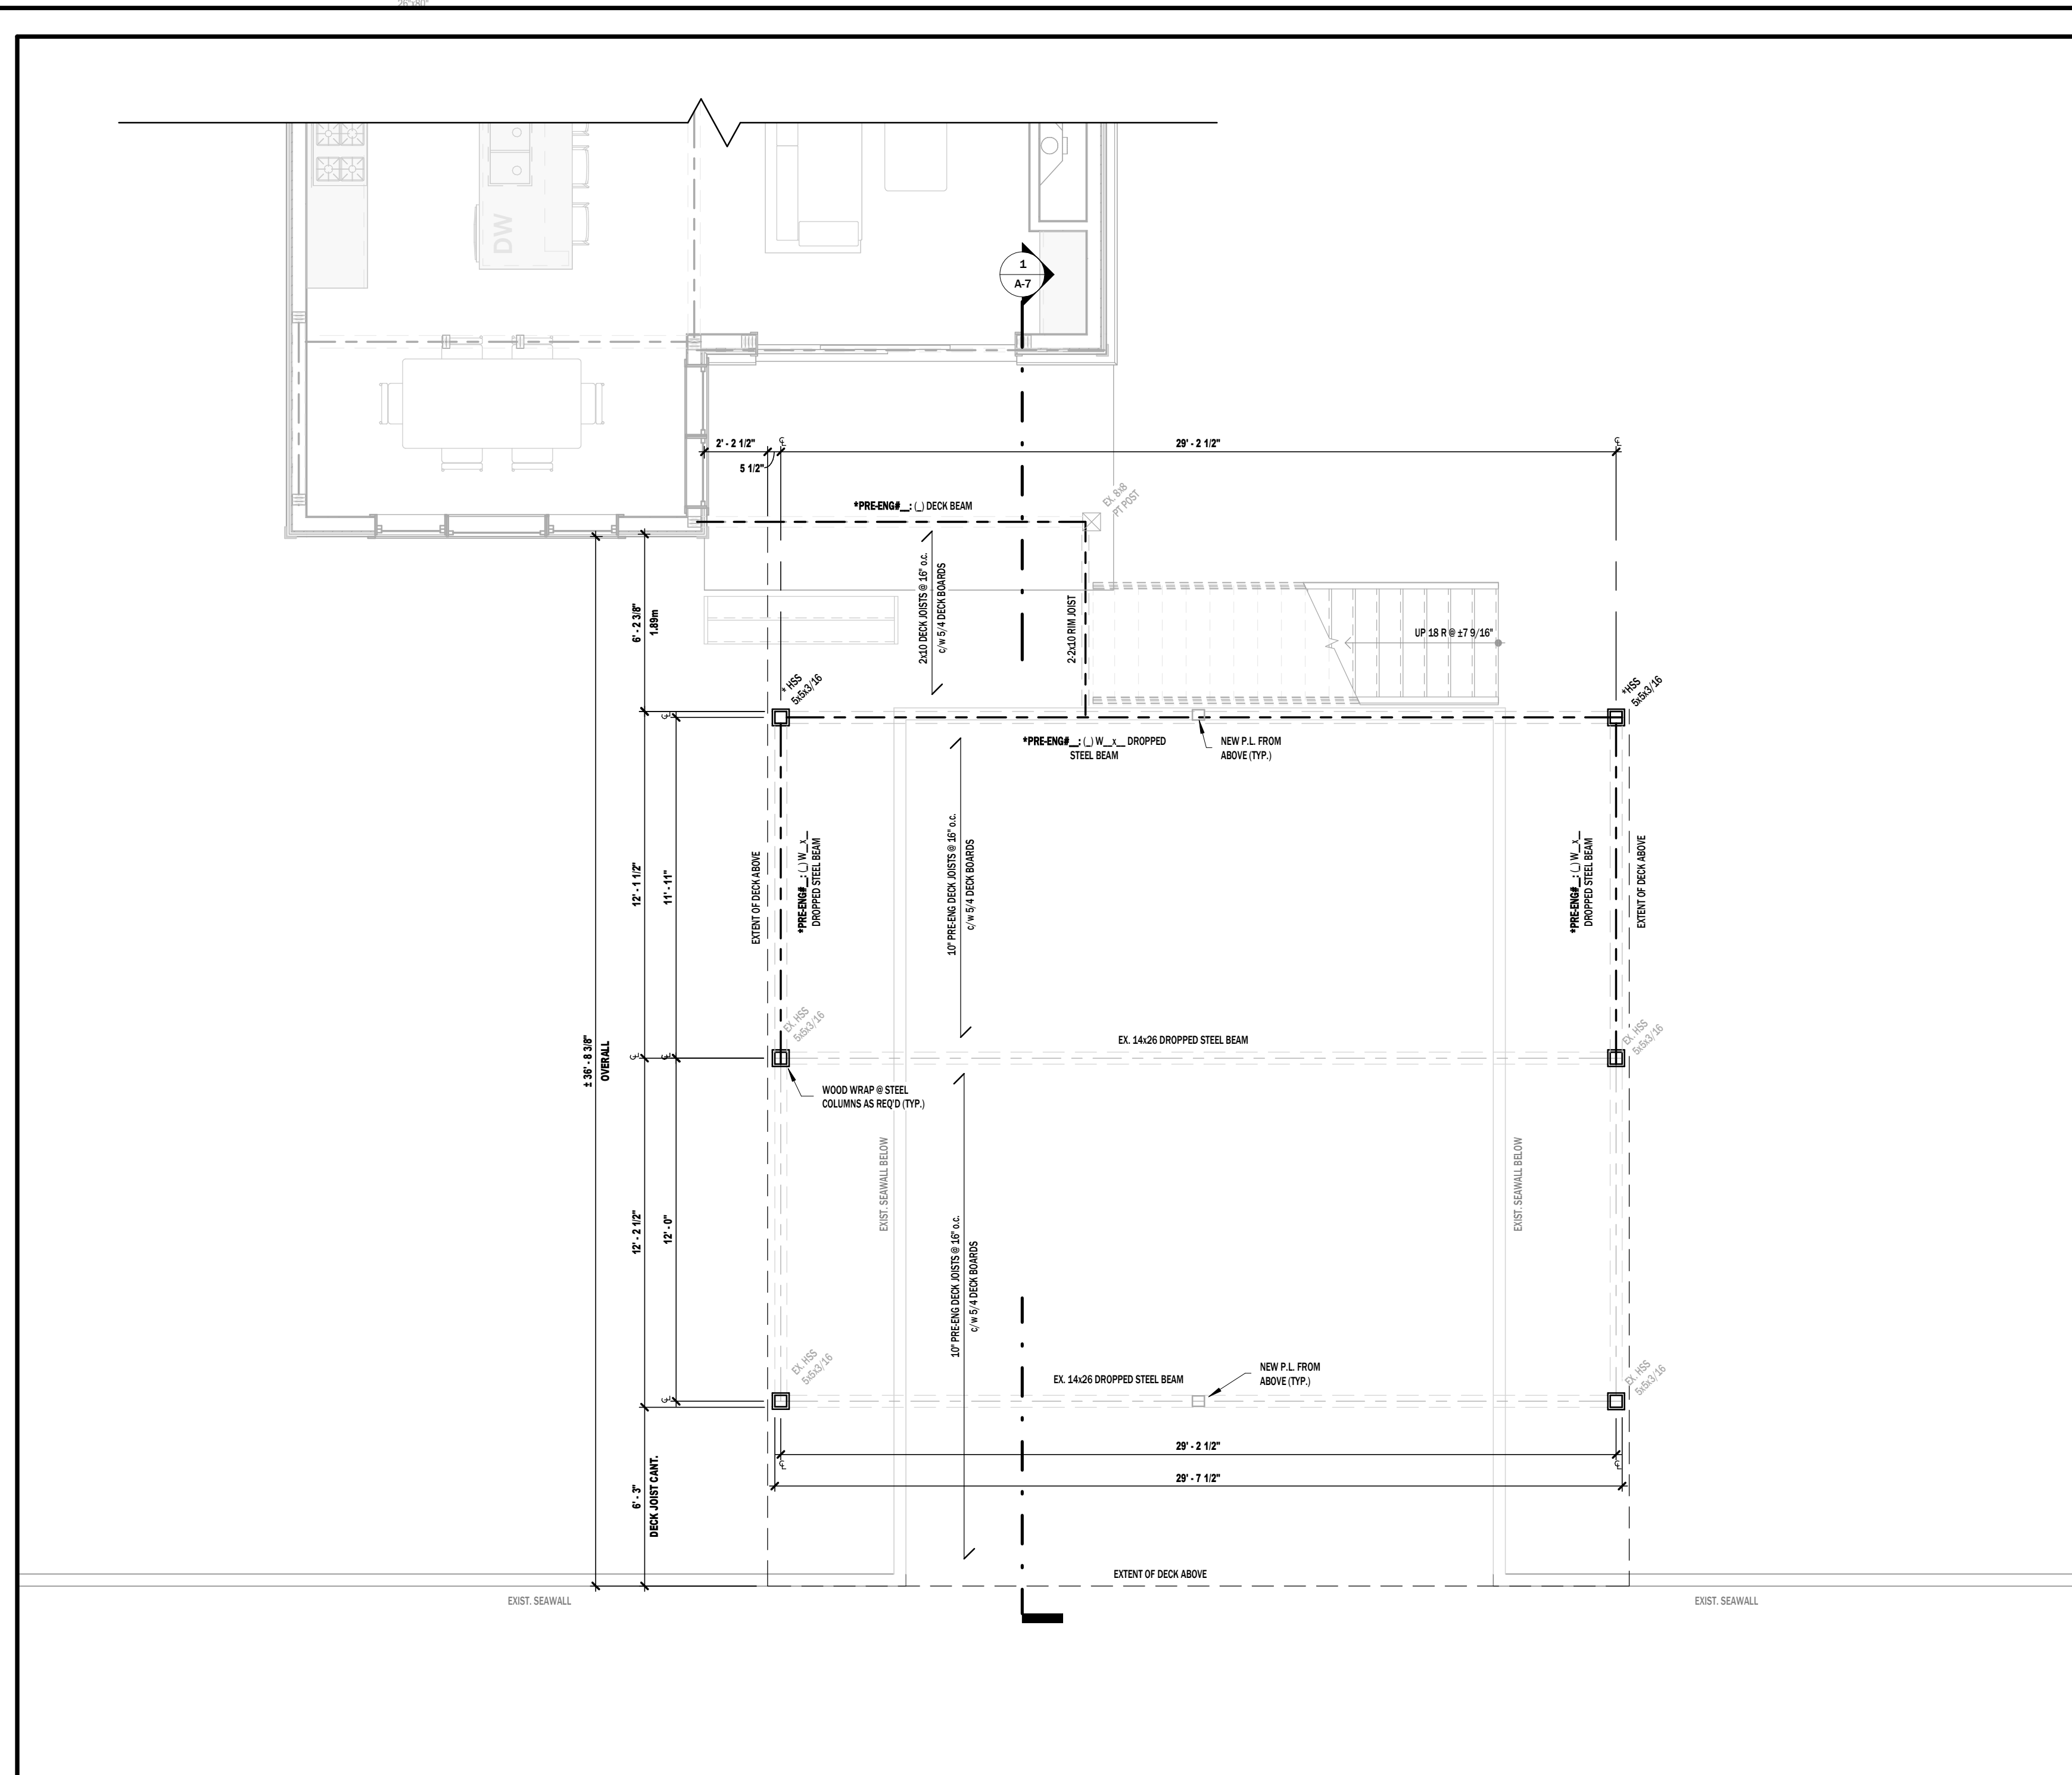 26"x80"
DW
1
A-7
2' - 2 1/2"
5 1/2"
29' - 2 1/2"
*PRE-ENG#__: (_) DECK BEAM
EX. 8x8
PT POST
2x10 DECK JOISTS @ 16" o.c.
c/w 5/4 DECK BOARDS
2-2x10 RIM JOIST
UP 18 R @ ±7 9/16"
6' - 2 3/8"
1.89m
* HSS
5x5x3/16
*HSS
5x5x3/16
*PRE-ENG#__: (_) W__x__ DROPPED
STEEL BEAM
NEW P.L. FROM
ABOVE (TYP.)
12' - 1 1/2"
11' - 11"
EXTENT OF DECK ABOVE
*PRE-ENG#__: (_) W__x__
DROPPED STEEL BEAM
10" PRE-ENG DECK JOISTS @ 16" o.c.
c/w 5/4 DECK BOARDS
*PRE-ENG#__: (_) W__x__
DROPPED STEEL BEAM
EXTENT OF DECK ABOVE
± 36' - 8 3/8"
OVERALL
EX. HSS
5x5x3/16
EX. 14x26 DROPPED STEEL BEAM
EX. HSS
5x5x3/16
WOOD WRAP @ STEEL
COLUMNS AS REQ'D (TYP.)
12' - 2 1/2"
12' - 0"
EXIST. SEAWALL BELOW
10" PRE-ENG DECK JOISTS @ 16" o.c.
c/w 5/4 DECK BOARDS
EXIST. SEAWALL BELOW
EX. HSS
5x5x3/16
EX. 14x26 DROPPED STEEL BEAM
NEW P.L. FROM
ABOVE (TYP.)
EX. HSS
5x5x3/16
29' - 2 1/2"
29' - 7 1/2"
6' - 3"
DECK JOIST CANT.
EXTENT OF DECK ABOVE
EXIST. SEAWALL
EXIST. SEAWALL